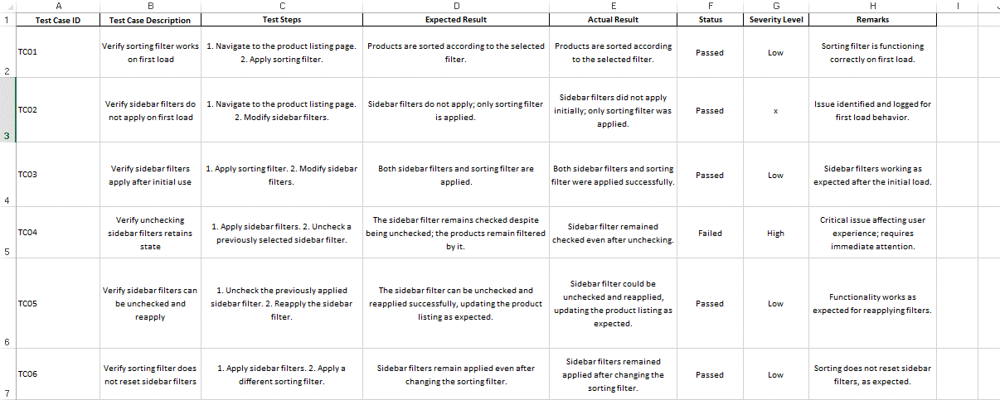 A B C D E F G H I
1 Test Case ID Test Case Description Test Steps Expected Result Actual Result Status Severity Level Remarks
2
TC01
Verify sorting filter works
on first load
1. Navigate to the product listing page.
2. Apply sorting filter.
Products are sorted according to the selected
filter.
Products are sorted according
to the selected filter.
Passed
Low
Sorting filter is functioning
correctly on first load.
3
TC02
Verify sidebar filters do
not apply on first load
1. Navigate to the product listing page.
2. Modify sidebar filters.
Sidebar filters do not apply; only sorting filter
is applied.
Sidebar filters did not apply
initially; only sorting filter was
applied.
Passed
x
Issue identified and logged for
first load behavior.
4
TC03
Verify sidebar filters
apply after initial use
1. Apply sorting filter. 2. Modify sidebar
filters.
Both sidebar filters and sorting filter are
applied.
Both sidebar filters and sorting
filter were applied successfully.
Passed
Low
Sidebar filters working as
expected after the initial load.
5
TC04
Verify unchecking
sidebar filters retains
state
1. Apply sidebar filters. 2. Uncheck a
previously selected sidebar filter.
The sidebar filter remains checked despite
being unchecked; the products remain filtered
by it.
Sidebar filter remained
checked even after unchecking.
Failed
High
Critical issue affecting user
experience; requires
immediate attention.
6
TC05
Verify sidebar filters can
be unchecked and
reapply
1. Uncheck the previously applied
sidebar filter. 2. Reapply the sidebar
filter.
The sidebar filter can be unchecked and
reapplied successfully, updating the product
listing as expected.
Sidebar filter could be
unchecked and reapplied,
updating the product listing as
expected.
Passed
Low
Functionality works as
expected for reapplying filters.
7
TC06
Verify sorting filter does
not reset sidebar filters
1. Apply sidebar filters. 2. Apply a
different sorting filter.
Sidebar filters remain applied even after
changing the sorting filter.
Sidebar filters remained
applied after changing the
sorting filter.
Passed
Low
Sorting does not reset sidebar
filters, as expected.